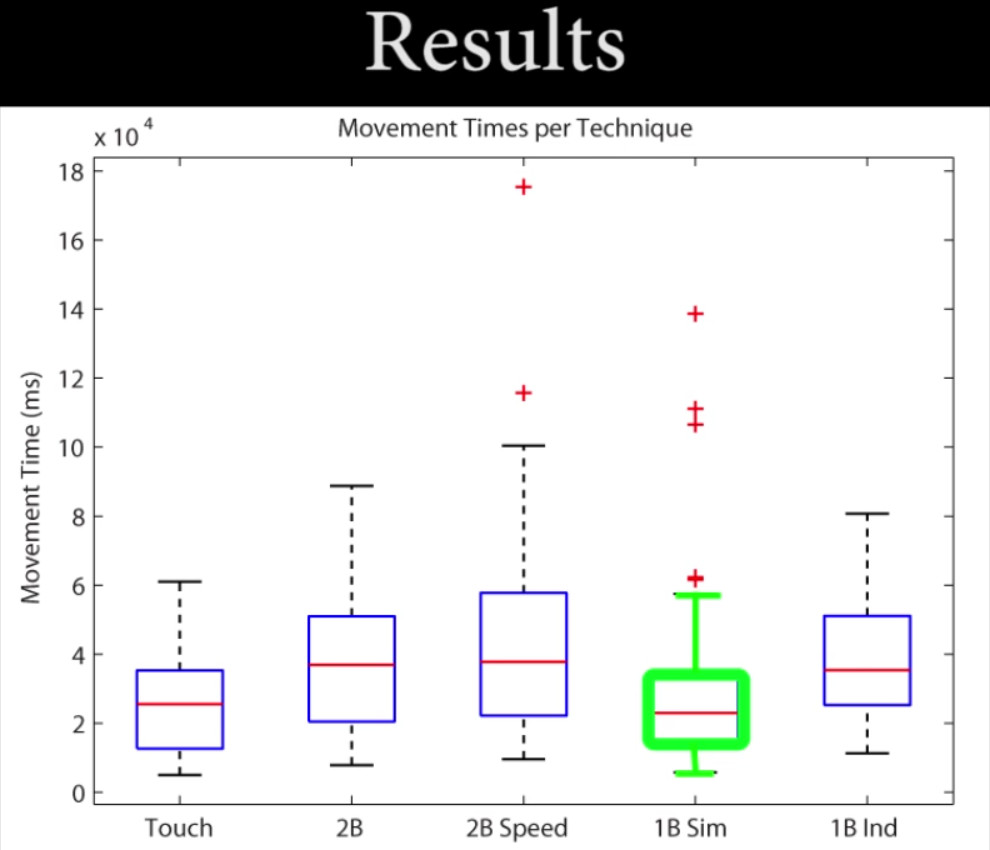 Results
Movement Times per Technique
x 10 4
Movement Time (ms)
18
16
14
12
10
8
6
4
2
0
Touch 2B 2B Speed 1B Sim 1B Ind